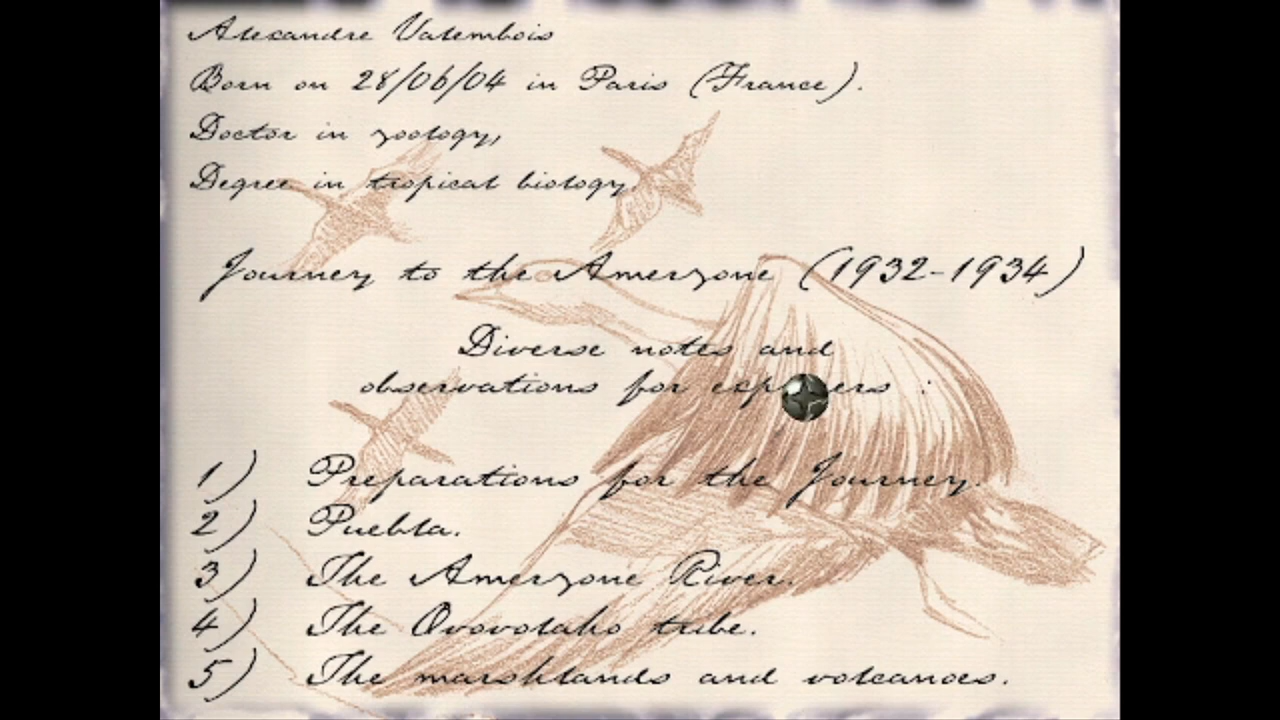 Alexandre Valembois
Born on 28/06/04 in Paris (France).
Doctor in zoology,
Degree in tropical biology
Journey to the Amerzone (1932-1934)
Diverse notes and
observations for :
1) Preparations for the Journey.
2) Puebla.
3) The Amerzone River.
4) The Ovovolaho tribe.
5) The marshlands and volcanoes.